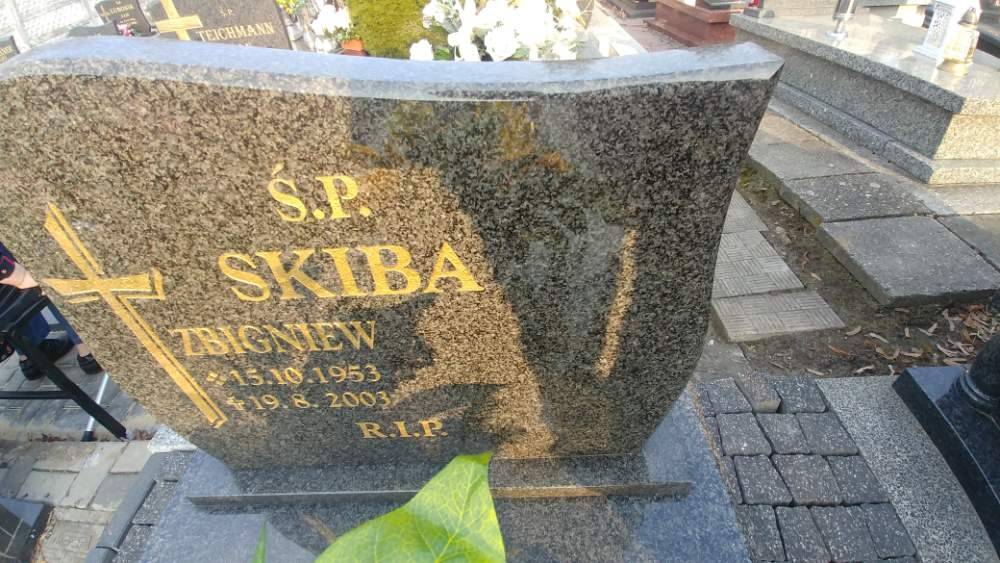 Ś.P.
TEICHMANN
Ś.P.
SKIBA
ZBIGNIEW
15.10.1953
19. 8. 2003
R.I.P.